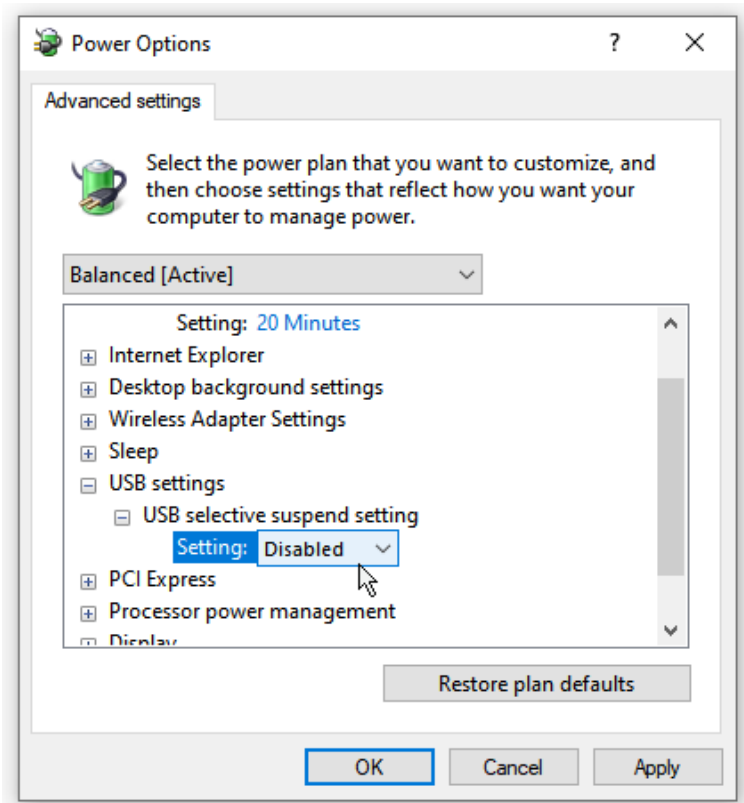 Power Options
?
Advanced settings
Select the power plan that you want to customize, and
then choose settings that reflect how you want your
computer to manage power.
Balanced [Active]
Setting: 20 Minutes
Internet Explorer
Desktop background settings
Wireless Adapter Settings
Sleep
USB settings
USB selective suspend setting
Setting: Disabled
PCI Express
Processor power management
Display
Restore plan defaults
OK Cancel Apply